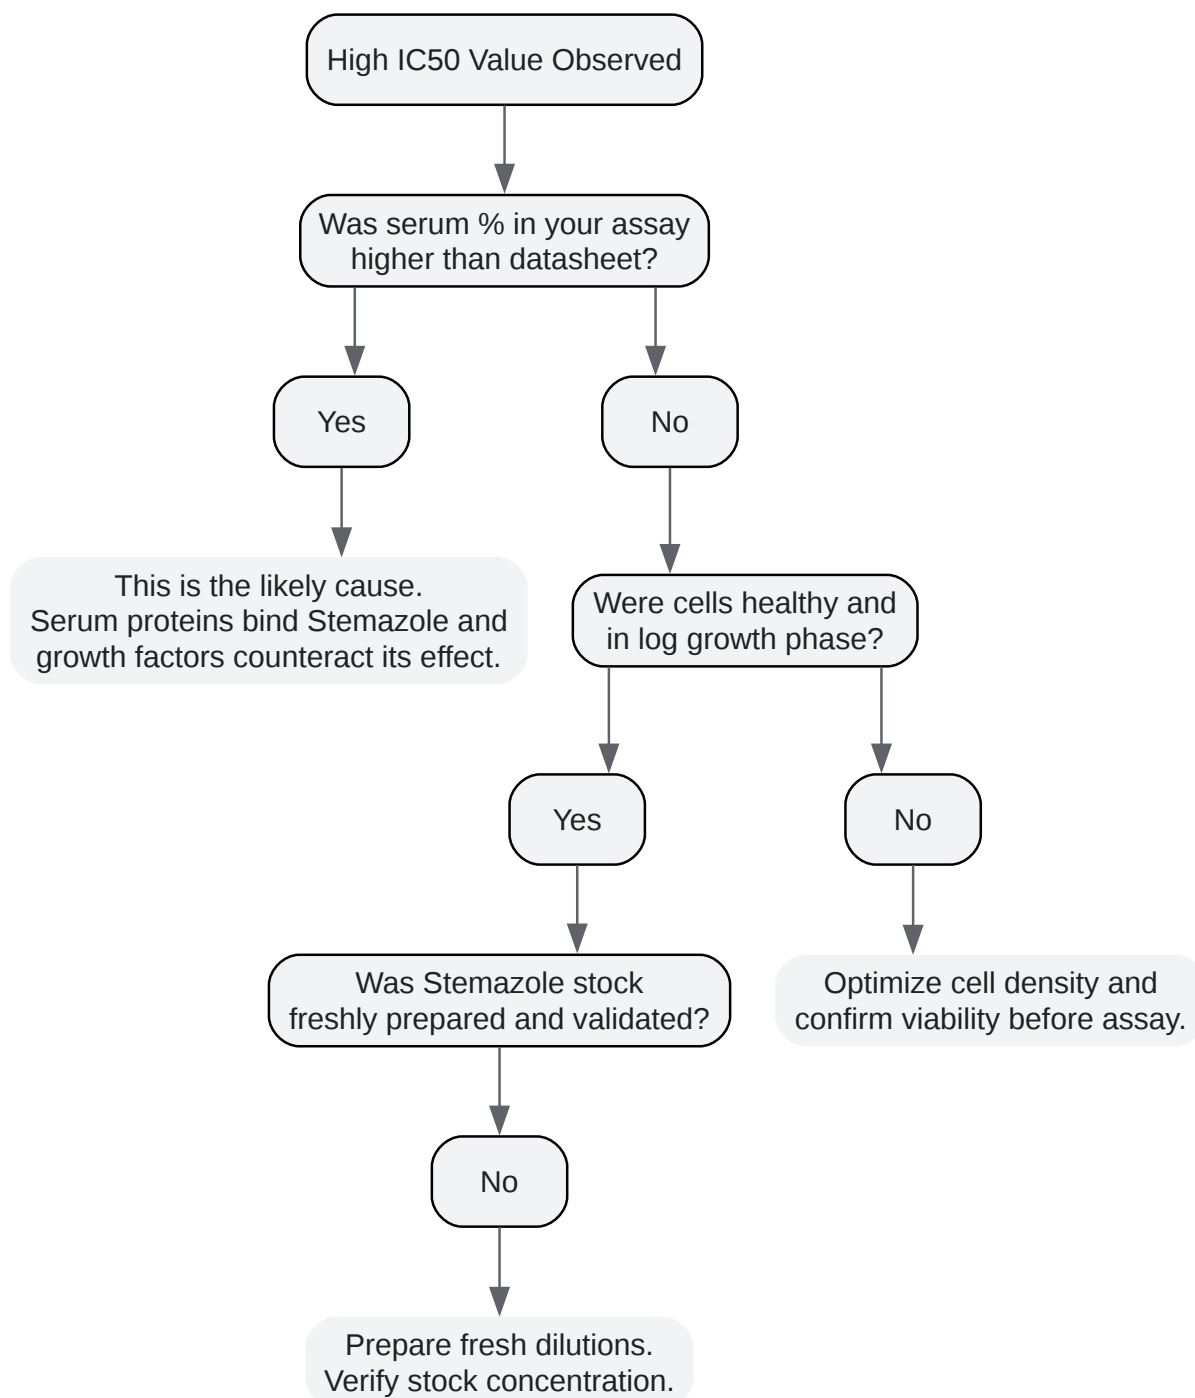 High IC50 Value Observed
Was serum % in your assay
higher than datasheet?
Yes
No
This is the likely cause.
Serum proteins bind Stemazole and
growth factors counteract its effect.
Were cells healthy and
in log growth phase?
Yes
No
Was Stemazole stock
freshly prepared and validated?
Optimize cell density and
confirm viability before assay.
No
Prepare fresh dilutions.
Verify stock concentration.